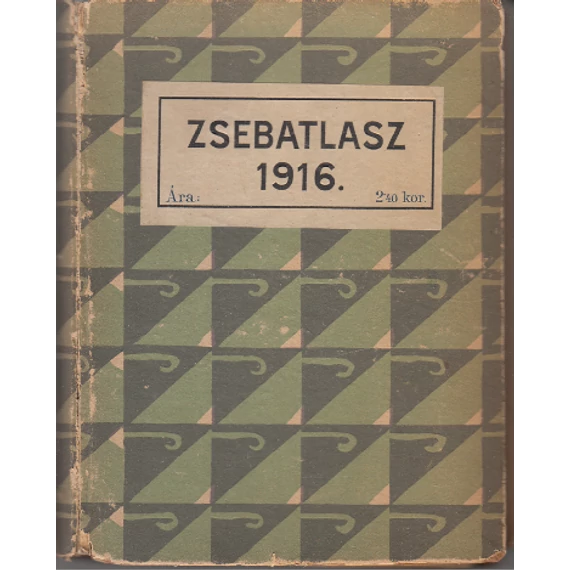 ZSEBATLASZ
1916.
Ára: 2·40 kor.